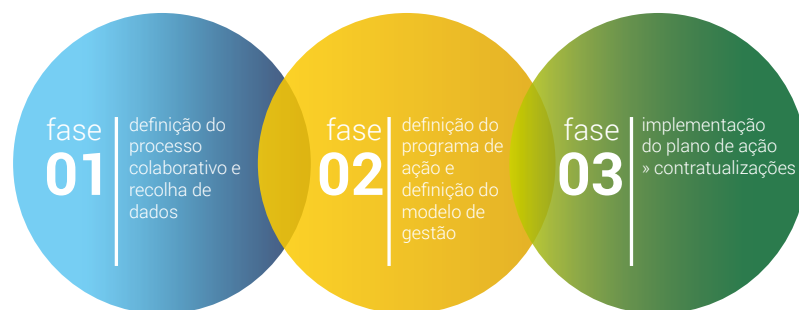 fase
01
definição do
processo
colaborativo e
recolha de
dados
fase
02
definição do
programa de
ação e
definição do
modelo de
gestão
fase
03
implementação
do plano de ação
» contratualizações